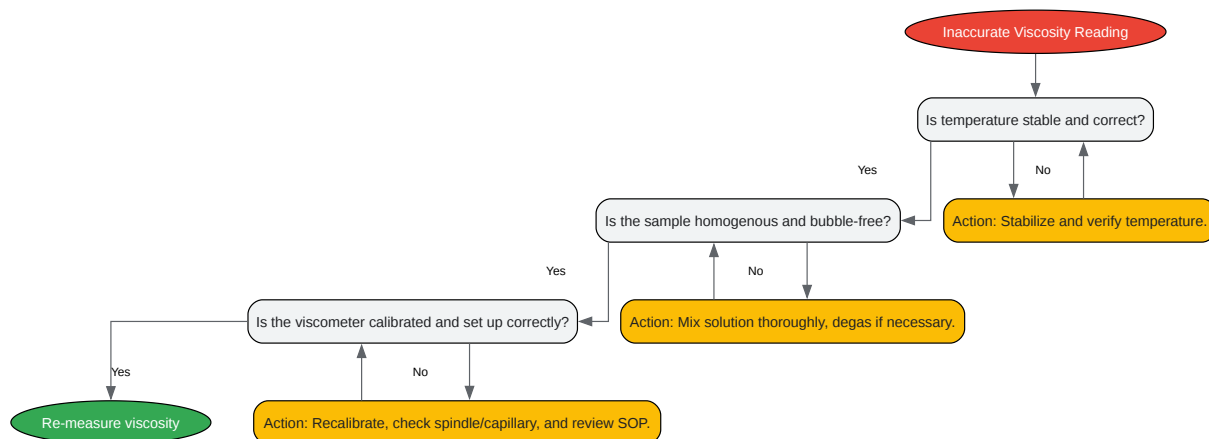 Inaccurate Viscosity Reading
Is temperature stable and correct?
Yes
No
Action: Stabilize and verify temperature.
Is the sample homogenous and bubble-free?
Yes
No
Action: Mix solution thoroughly, degas if necessary.
Is the viscometer calibrated and set up correctly?
Yes
No
Action: Recalibrate, check spindle/capillary, and review SOP.
Re-measure viscosity